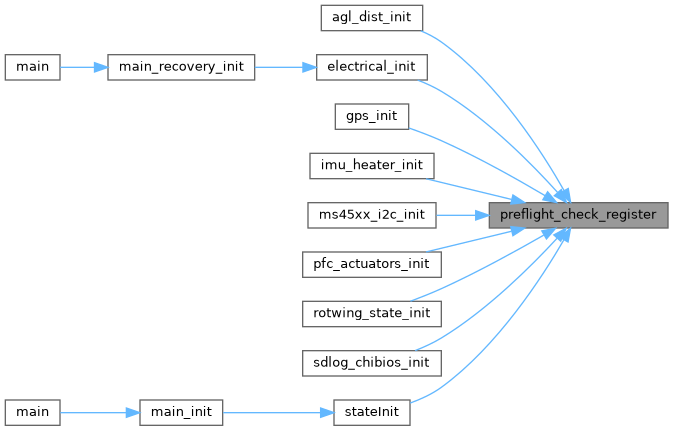 agl_dist_init
main
main_recovery_init
electrical_init
gps_init
imu_heater_init
ms45xx_i2c_init
preflight_check_register
pfc_actuators_init
rotwing_state_init
sdlog_chibios_init
main
main_init
stateInit